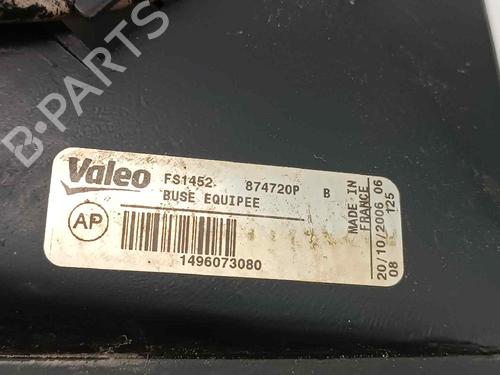 B-PARTS
Valeo FS1452- 874720P B
BUSE EQUIPEE
AP
1496073080
MADE IN
FRANCE
20/10/2006 06
08 125